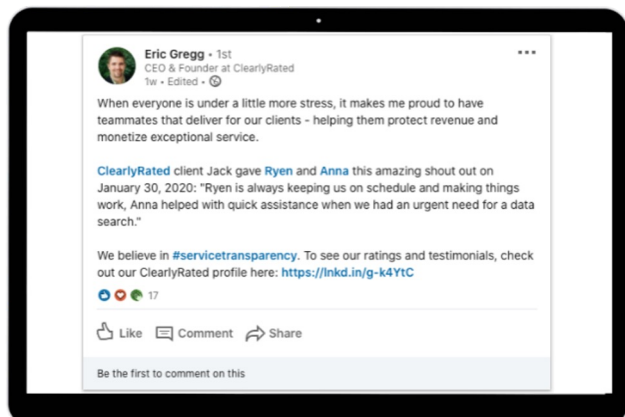 Eric Gregg • 1st
CEO & Founder at ClearlyRated
1w • Edited •
When everyone is under a little more stress, it makes me proud to have
teammates that deliver for our clients - helping them protect revenue and
monetize exceptional service.
ClearlyRated client Jack gave Ryen and Anna this amazing shout out on
January 30, 2020: "Ryen is always keeping us on schedule and making things
work, Anna helped with quick assistance when we had an urgent need for a data
search."
We believe in #servicetransparency. To see our ratings and testimonials, check
out our ClearlyRated profile here: https://lnkd.in/g-k4YtC
17
Like Comment Share
Be the first to comment on this